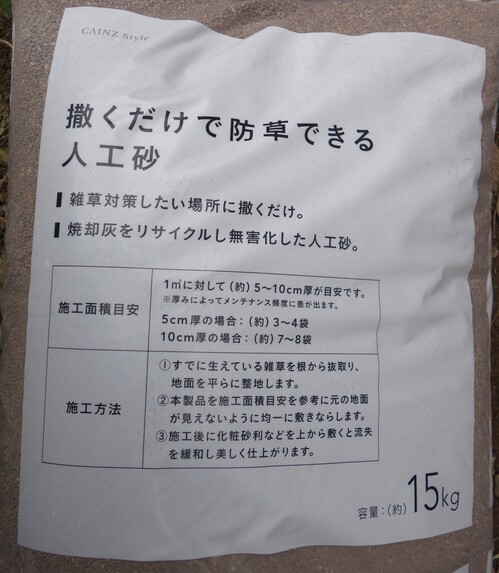 CAINZ Style
撒くだけで防草できる
人工砂
雑草対策したい場所に撒くだけ。
焼却灰をリサイクルし無害化した人工砂。
施工面積目安
1㎡に対して(約)5〜10cm厚が目安です。
※厚みによってメンテナンス頻度に差が出ます。
5cm厚の場合：(約)3〜4袋
10cm厚の場合：(約)7〜8袋
施工方法
①すでに生えている雑草を根から抜取り、
地面を平らに整地します。
②本製品を施工面積目安を参考に元の地面
が見えないように均一に敷きならします。
③施工後に化粧砂利などを上から敷くと流失
を緩和し美しく仕上がります。
容量：(約)15kg